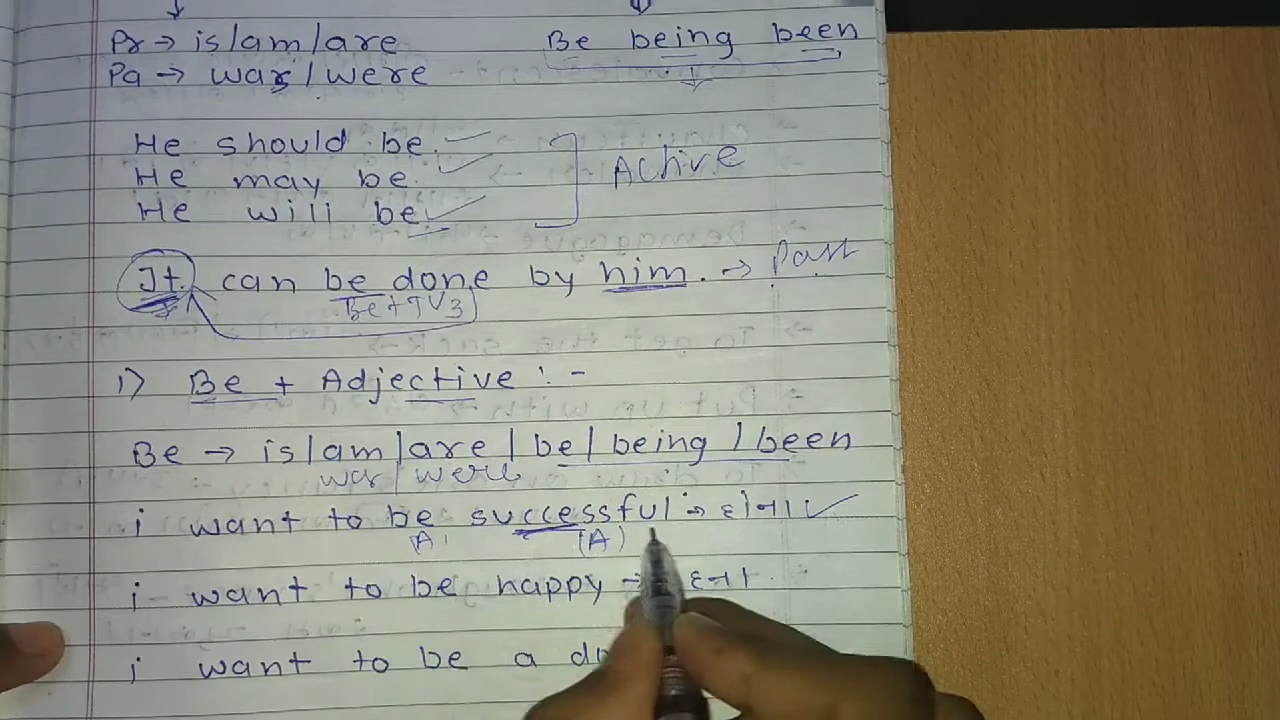 Pr → is/am/are Be being been
Pa → was/were
He should be.
He may be.
He will be.
Active
It can be done by him. → Pass
Be + V3
1) Be + Adjective :-
Be → is/am/are/be/being/been
was/were
i want to be successful → होना
A (A)
i want to be happy →
i want to be a